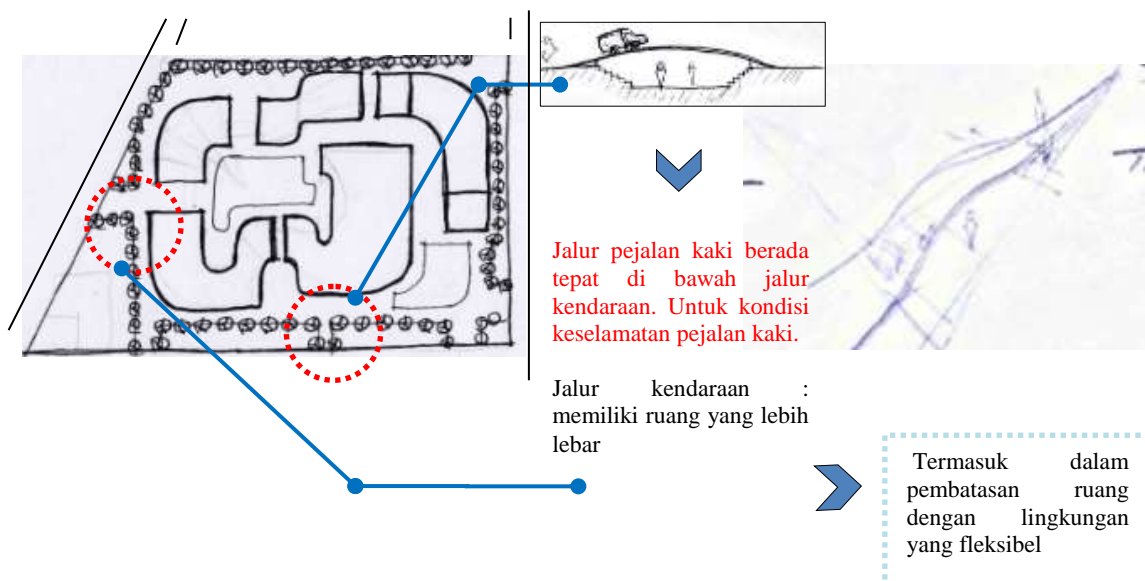 Jalur pejalan kaki berada
tepat di bawah jalur
kendaraan. Untuk kondisi
keselamatan pejalan kaki.
Jalur kendaraan :
memiliki ruang yang lebih
lebar
Termasuk dalam
pembatasan ruang
dengan lingkungan
yang fleksibel